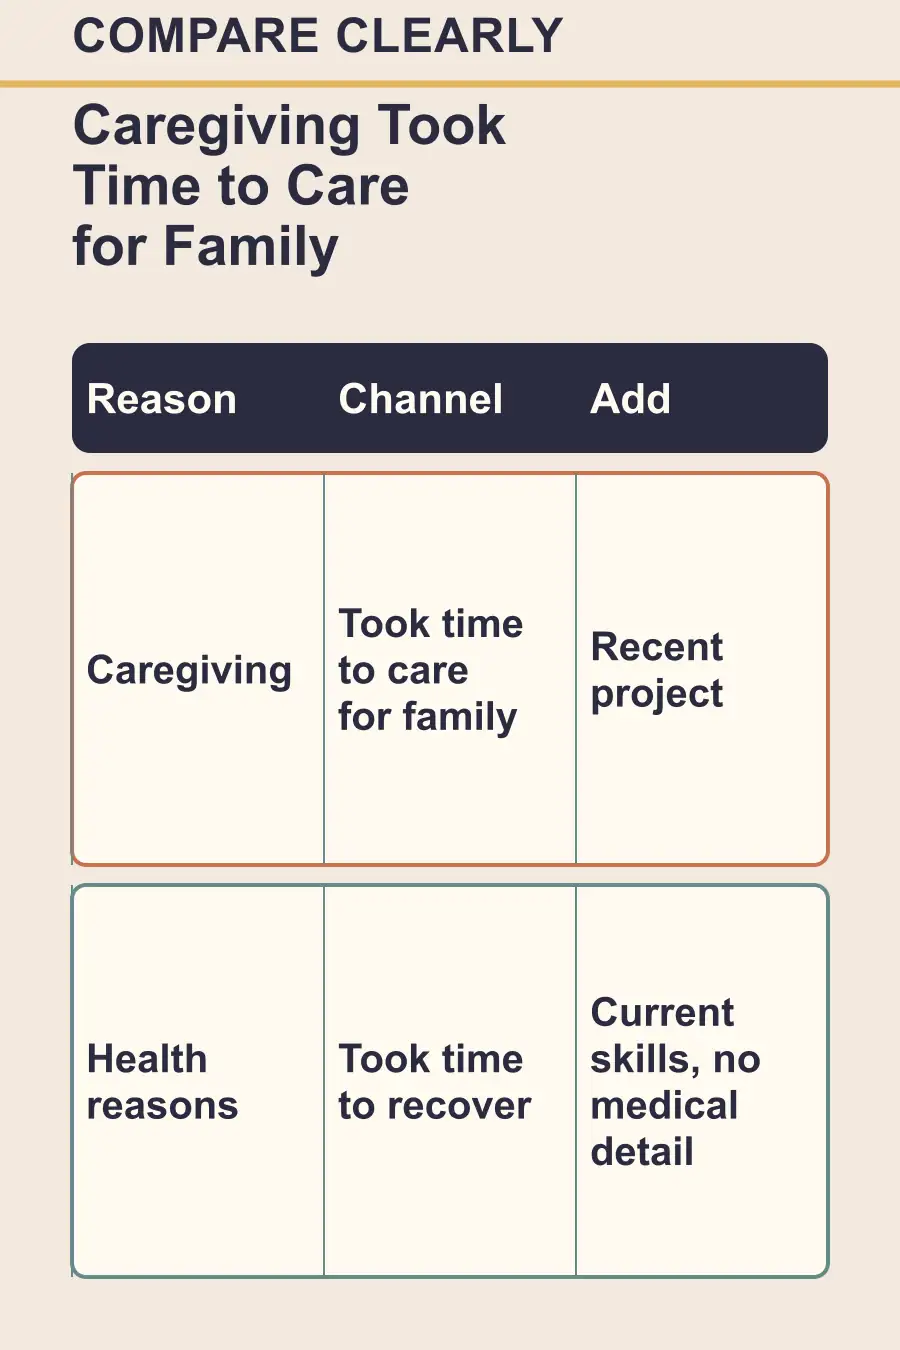 COMPARE CLEARLY
Caregiving Took
Time to Care
for Family
Reason Channel Add
Caregiving
Took time
to care
for family
Recent
project
Health
reasons
Took time
to recover
Current
skills, no
medical
detail